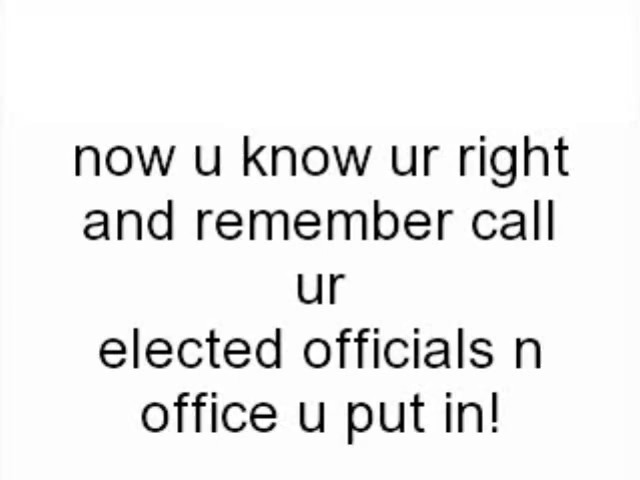 now u know ur right
and remember call
ur
elected officials n
office u put in!